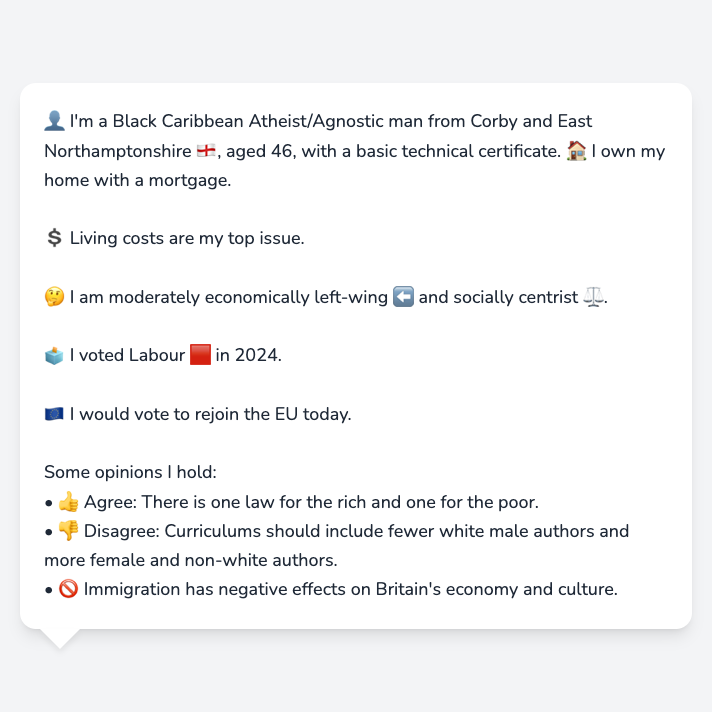 👤 I'm a Black Caribbean Atheist/Agnostic man from Corby and East
Northamptonshire 🏴󠁧󠁢󠁥󠁮󠁧󠁿, aged 46, with a basic technical certificate. 🏠 I own my
home with a mortgage.
💲 Living costs are my top issue.
🤔 I am moderately economically left-wing ⬅️ and socially centrist ⚖️.
🗳️ I voted Labour 🟥 in 2024.
🇪🇺 I would vote to rejoin the EU today.
Some opinions I hold:
• 👍 Agree: There is one law for the rich and one for the poor.
• 👎 Disagree: Curriculums should include fewer white male authors and
more female and non-white authors.
• 🚫 Immigration has negative effects on Britain's economy and culture.